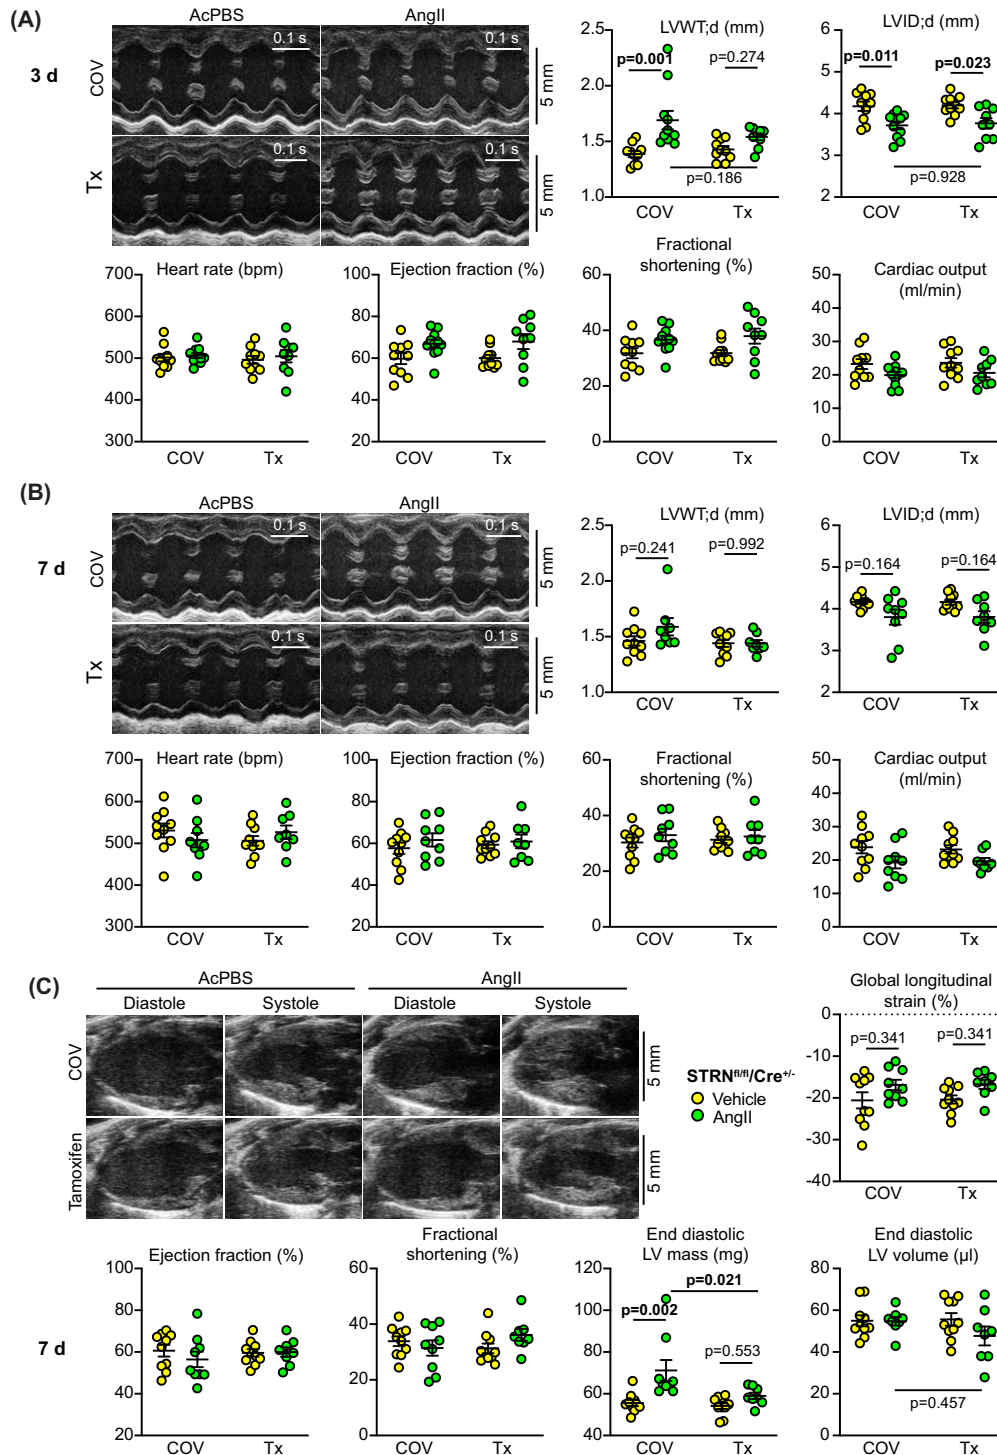 (A)
AcPBS
AngII
3 d
COV
Tx
0.1 s
0.1 s
0.1 s
0.1 s
5 mm
5 mm
LVWT;d (mm)
2.5
2.0
1.5
1.0
p=0.001
p=0.274
p=0.186
COV
Tx
LVID;d (mm)
6
5
4
3
2
p=0.011
p=0.023
p=0.928
COV
Tx
Heart rate (bpm)
700
600
500
400
300
COV
Tx
Ejection fraction (%)
100
80
60
40
20
COV
Tx
Fractional
shortening (%)
60
40
20
0
COV
Tx
Cardiac output
(ml/min)
50
40
30
20
10
0
COV
Tx
(B)
AcPBS
AngII
7 d
COV
Tx
0.1 s
0.1 s
0.1 s
0.1 s
5 mm
5 mm
LVWT;d (mm)
2.5
2.0
1.5
1.0
p=0.241
p=0.992
COV
Tx
LVID;d (mm)
6
5
4
3
2
p=0.164
p=0.164
COV
Tx
Heart rate (bpm)
700
600
500
400
300
COV
Tx
Ejection fraction (%)
100
80
60
40
20
COV
Tx
Fractional
shortening (%)
60
40
20
0
COV
Tx
Cardiac output
(ml/min)
50
40
30
20
10
0
COV
Tx
(C)
AcPBS
AngII
Diastole
Systole
Diastole
Systole
COV
Tamoxifen
5 mm
5 mm
STRNfl/fl/Cre+/-
Vehicle
AngII
Global longitudinal
strain (%)
0
-10
-20
-30
-40
p=0.341
p=0.341
COV
Tx
7 d
Ejection fraction (%)
100
80
60
40
20
COV
Tx
Fractional
shortening (%)
60
40
20
0
COV
Tx
End diastolic
LV mass (mg)
120
100
80
60
40
p=0.002
p=0.021
p=0.553
COV
Tx
End diastolic
LV volume (µl)
80
60
40
20
0
p=0.457
COV
Tx